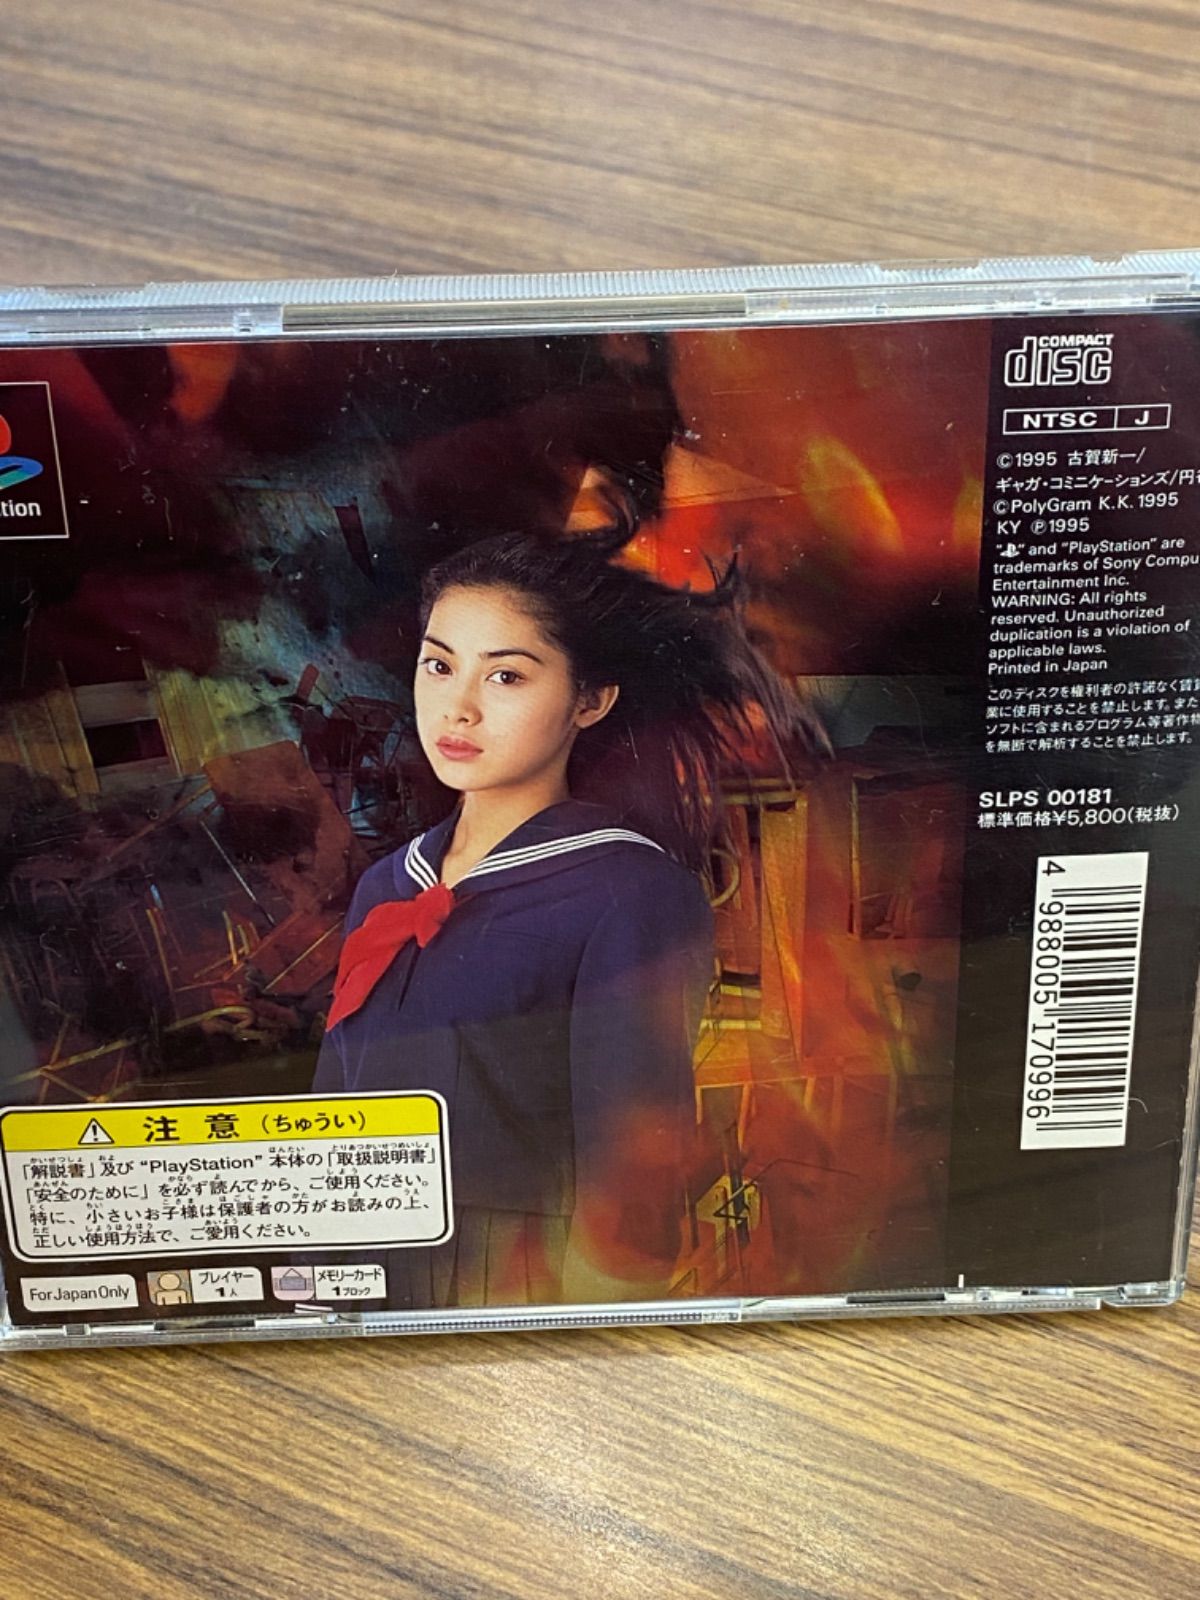 COMPACT
disc
NTSC J
©1995 古賀新一/
ギャガ・コミニケーションズ/円谷
©PolyGram K.K. 1995
KY ℗1995
" " and "PlayStation" are
trademarks of Sony Compu
Entertainment Inc.
WARNING: All rights
reserved. Unauthorized
duplication is a violation of
applicable laws.
Printed in Japan
このディスクを権利者の許諾なく賃貸
業に使用することを禁止します。また
ソフトに含まれるプログラム等著作物
を無断で解析することを禁止します。
SLPS 00181
標準価格¥5,800(税抜)
4 988005 170996
tion
注意(ちゅうい)
「解説書」及び"PlayStation"本体の「取扱説明書」
「安全のために」を必ず読んでから、ご使用ください。
特に、小さいお子様は保護者の方がお読みの上、
正しい使用方法で、ご愛用ください。
For Japan Only
プレイヤー
1人
メモリーカード
1ブロック